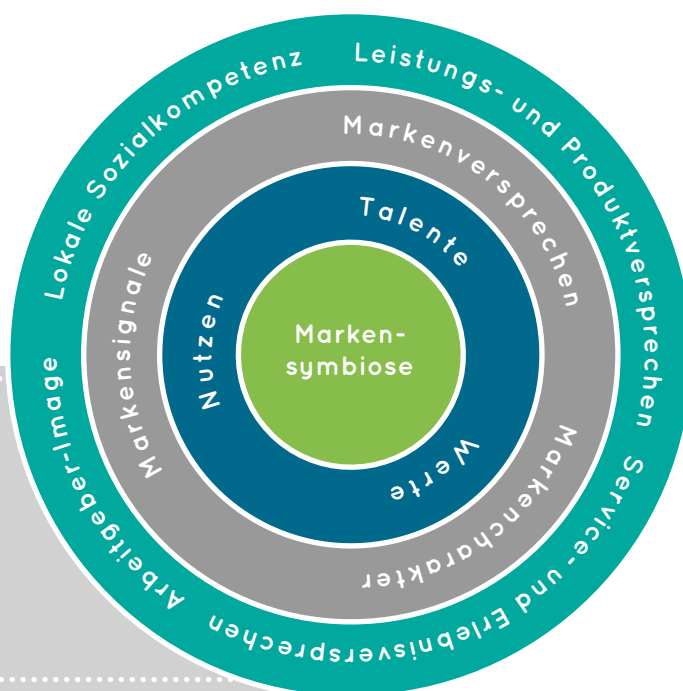 Lokale Sozialkompetenz
Leistungs- und Produktversprechen
Service- und Erlebnisversprechen
Arbeitgeber-Image
Markenversprechen
Markencharakter
Markensignale
Talente
Werte
Nutzen
Marken-
symbiose